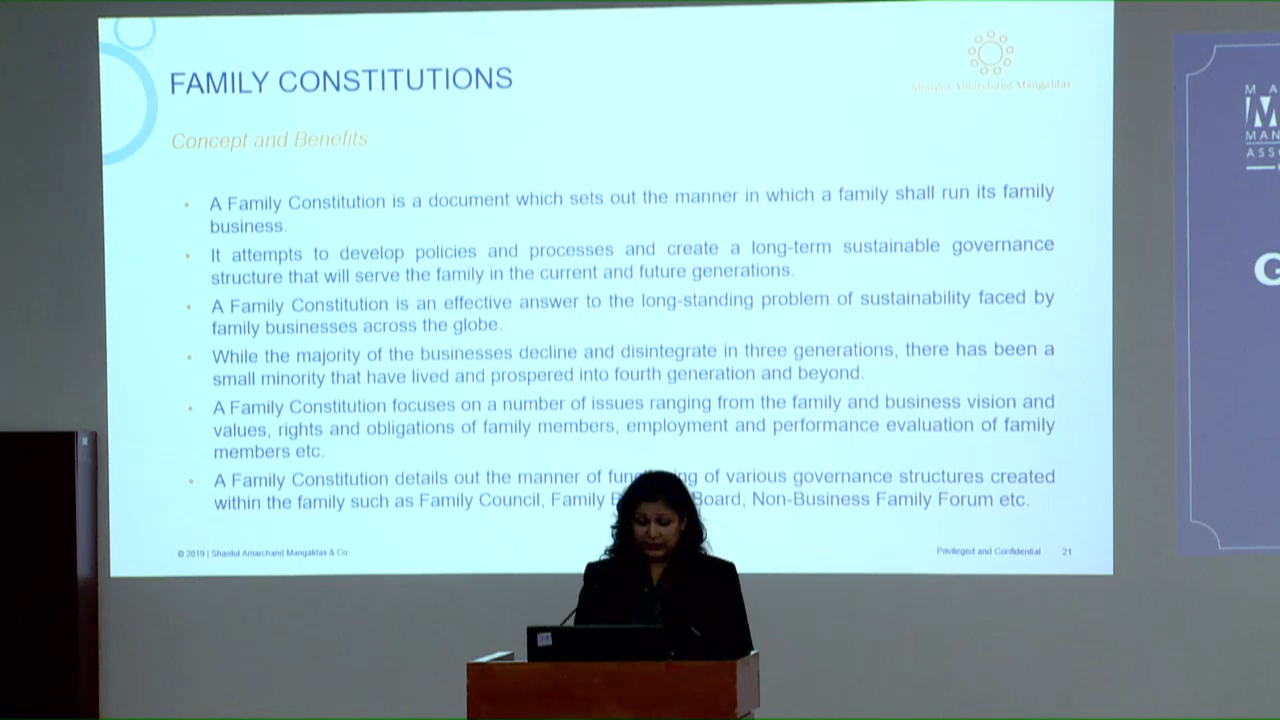 FAMILY CONSTITUTIONS
Shardul Amarchand Mangaldas
Concept and Benefits
• A Family Constitution is a document which sets out the manner in which a family shall run its family
business.
• It attempts to develop policies and processes and create a long-term sustainable governance
structure that will serve the family in the current and future generations.
• A Family Constitution is an effective answer to the long-standing problem of sustainability faced by
family businesses across the globe.
• While the majority of the businesses decline and disintegrate in three generations, there has been a
small minority that have lived and prospered into fourth generation and beyond.
• A Family Constitution focuses on a number of issues ranging from the family and business vision and
values, rights and obligations of family members, employment and performance evaluation of family
members etc.
• A Family Constitution details out the manner of of various governance structures created
within the family such as Family Council, Family Board, Non-Business Family Forum etc.
© 2019 | Shardul Amarchand Mangaldas & Co
Privileged and Confidential 21
M A
M
MAN
ASS
G